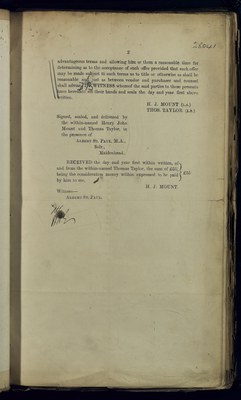 26041
3
advantageous terms and allowing him or them a reasonable time for
determining as to the acceptance of such offer provided that such offer
may be made subject to such terms as to title or otherwise as shall be
reasonable and just as between vendor and purchaser and counsel
shall advise IN WITNESS whereof the said parties to these presents
have hereunto set their hands and seals the day and year first above
written.
H. J. MOUNT (L.S.)
THOS. TAYLOR (L.S.)
Signed, sealed, and delivered by
the within-named Henry John
Mount and Thomas Taylor in
the presence of
ALBERT ST. PAUL, M.A.,
Solr.,
Maidenhead.
RECEIVED the day and year first within written, of
and from the within-named Thomas Taylor, the sum of £55,
being the consideration money within expressed to be paid
by him to me.
£55
H. J. MOUNT.
Witness—
ALBERT ST. PAUL.